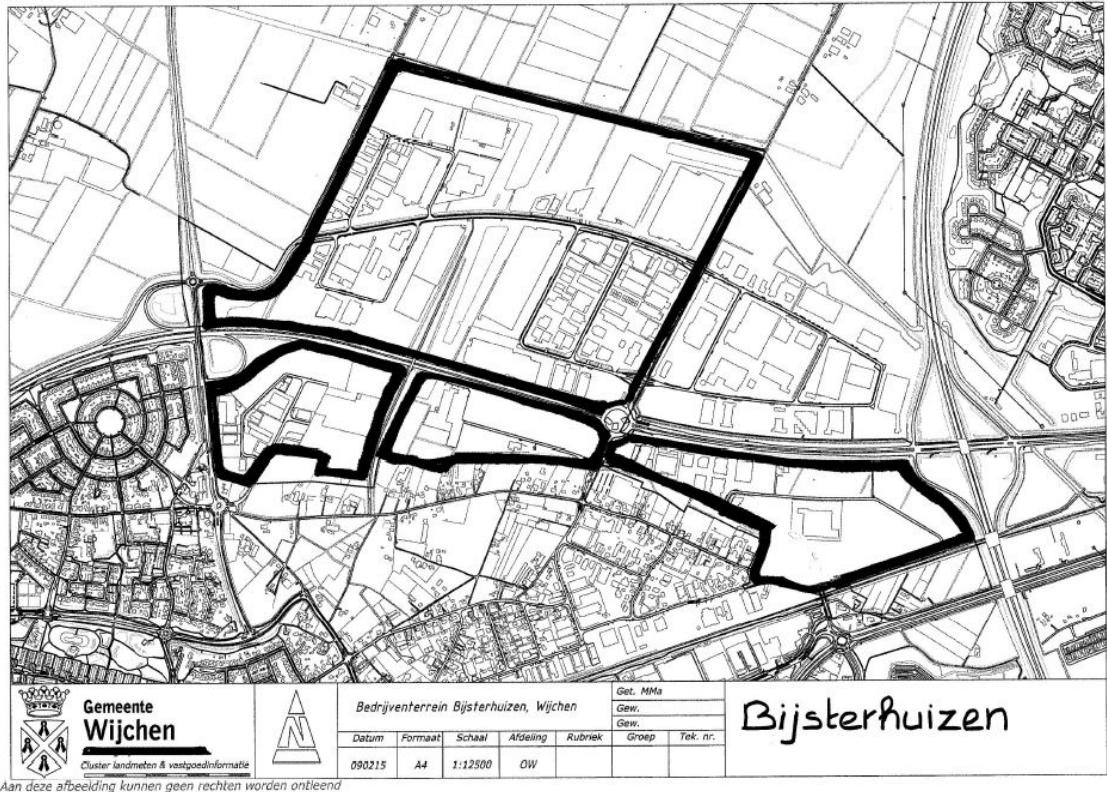 Gemeente
Wijchen
Cluster landmeten & vastgoedinformatie
N
Bedrijventerrein Bijsterhuizen, Wijchen
Datum Formaat Schaal Afdeling Rubriek
090215 A4 1:12500 OW
Get. MMa
Gew.
Gew.
Groep Tek. nr.
Bijsterhuizen
Aan deze afbeelding kunnen geen rechten worden ontleend